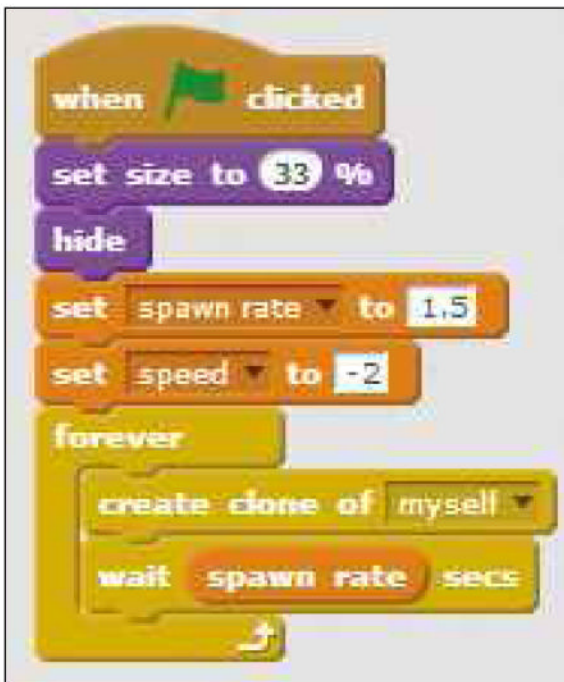 when clicked
set size to 33 %
hide
set spawn rate to 1.5
set speed to -2
forever
create clone of myself
wait spawn rate secs